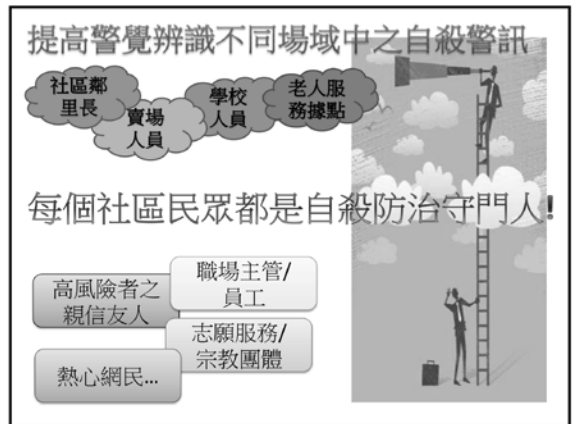 提高警覺辨識不同場域中之自殺警訊
社區鄰
里長
賣場
人員
學校
人員
老人服
務據點
每個社區民眾都是自殺防治守門人!
高風險者之
親信友人
職場主管/
員工
志願服務/
宗教團體
熱心網民...